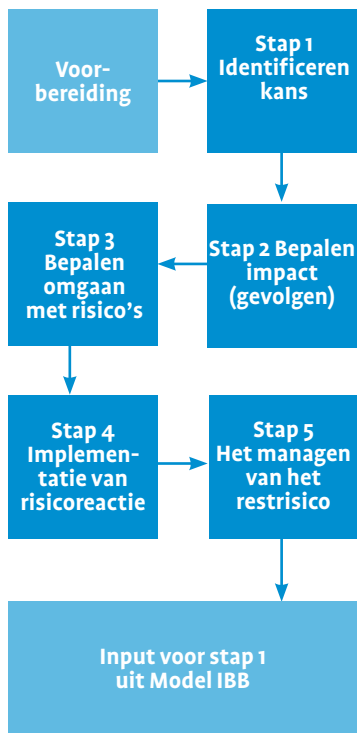 Voor-
bereiding
Stap 1
Identificeren
kans
Stap 2 Bepalen
impact
(gevolgen)
Stap 3
Bepalen
omgaan
met risico’s
Stap 4
Implemen-
tatie van
risicoreactie
Stap 5
Het managen
van het
restrisico
Input voor stap 1
uit Model IBB